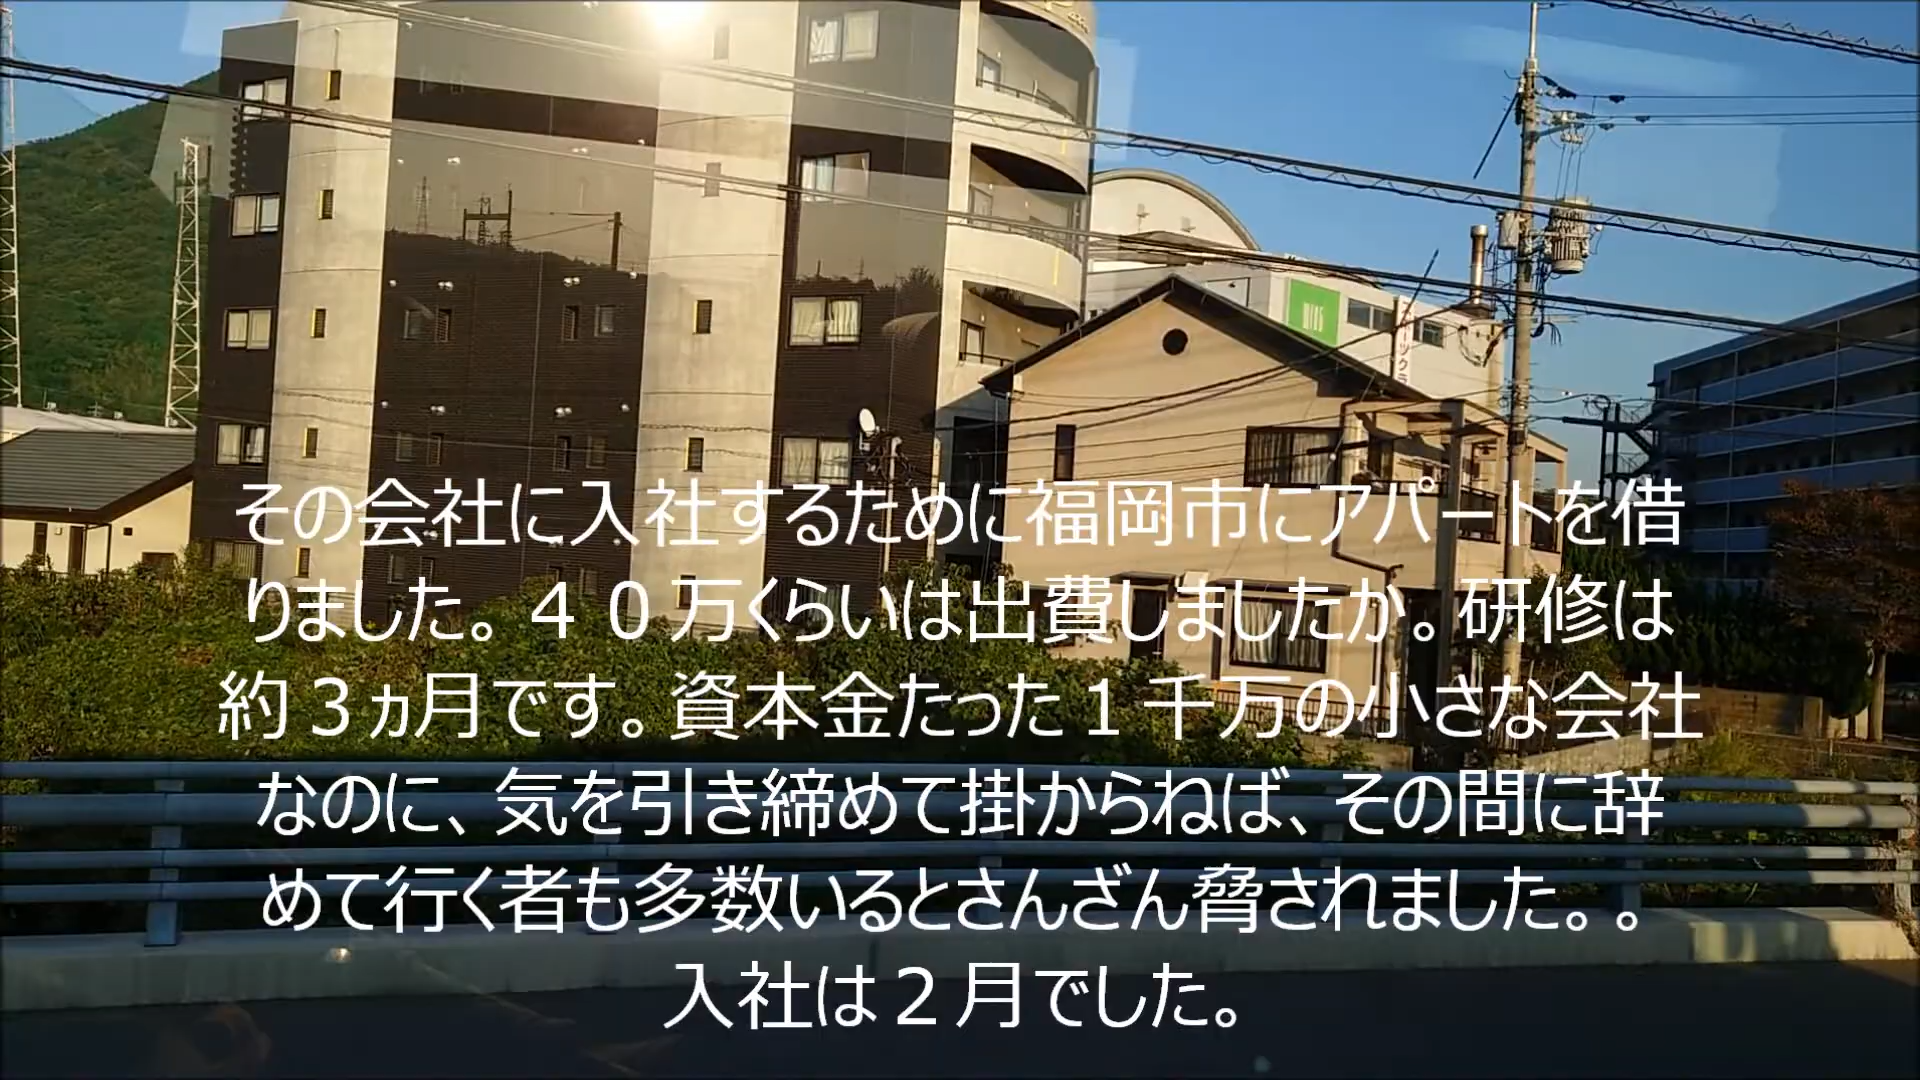 その会社に入社するために福岡市にアパートを借
りました。４０万くらいは出費しましたか。研修は
約３ヵ月です。資本金たった１千万の小さな会社
なのに、気を引き締めて掛からねば、その間に辞
めて行く者も多数いるとさんざん脅されました。。
入社は２月でした。